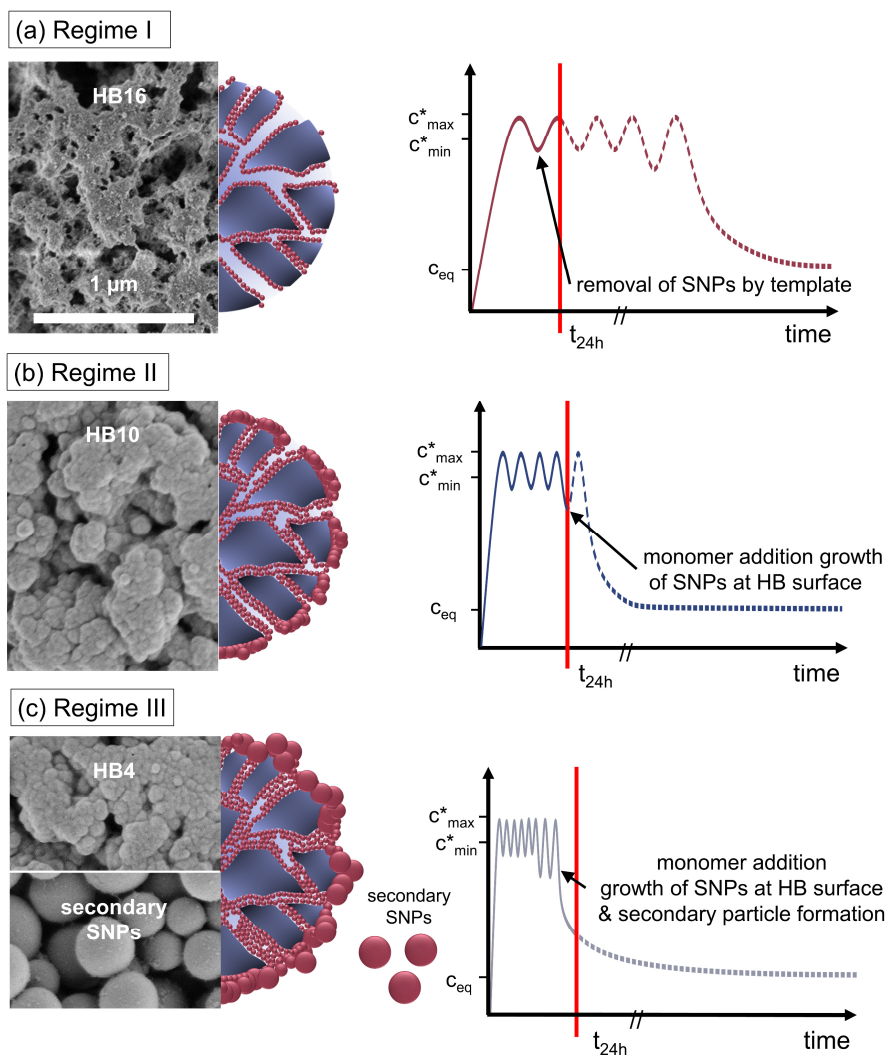 (a) Regime I
HB16
1 µm
c*max
c*min
ceq
removal of SNPs by template
t24h
//
time
(b) Regime II
HB10
c*max
c*min
monomer addition growth
of SNPs at HB surface
ceq
t24h
//
time
(c) Regime III
HB4
secondary
SNPs
secondary
SNPs
c*max
c*min
monomer addition
growth of SNPs at HB surface
& secondary particle formation
ceq
t24h
//
time